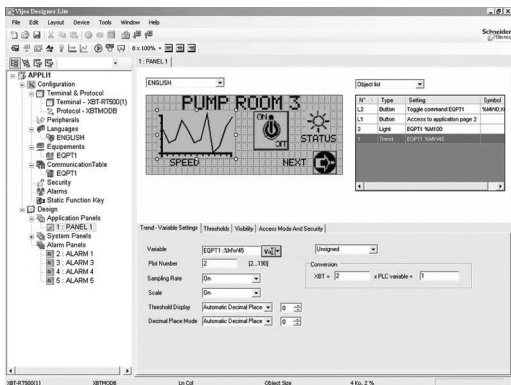 Vijeo Designer Lite
File Edit Layout Device Tools Window Help
Schneider
Electric
100%
1 : PANEL 1
APPLI1
Configuration
Terminal & Protocol
Terminal - XBT-RT500(1)
Protocol - XBTMODB
Peripherals
Languages
ENGLISH
Equipements
EQPT1
CommunicationTable
EQPT1
Security
Alarms
Static Function Key
Design
Application Panels
1 : PANEL 1
System Panels
Alarm Panels
2 : ALARM 1
3 : ALARM 2
4 : ALARM 4
5 : ALARM 5
ENGLISH
PUMP ROOM 3
ON
OFF
STATUS
SPEED
NEXT
Object list
N° Type Setting Symbol
L2 Button Toggle command EQPT1
L1 Button Access to application page 2
2 Light EQPT1 %M100
1 Trend EQPT1 %MW45
Trend - Variable Settings Thresholds Visibility Access Mode And Security
Variable EQPT1 :%MW45 Unsigned
Plot Number 2 [2..190] Conversion
Sampling Rate On XBT = 2 x PLC variable + 1
Scale On
Threshold Display Automatic Decimal Place 0
Decimal Place Mode Automatic Decimal Place 0
XBT-RT500(1) XBTMODB Ln Col Object Size 4 Ko, 2 %